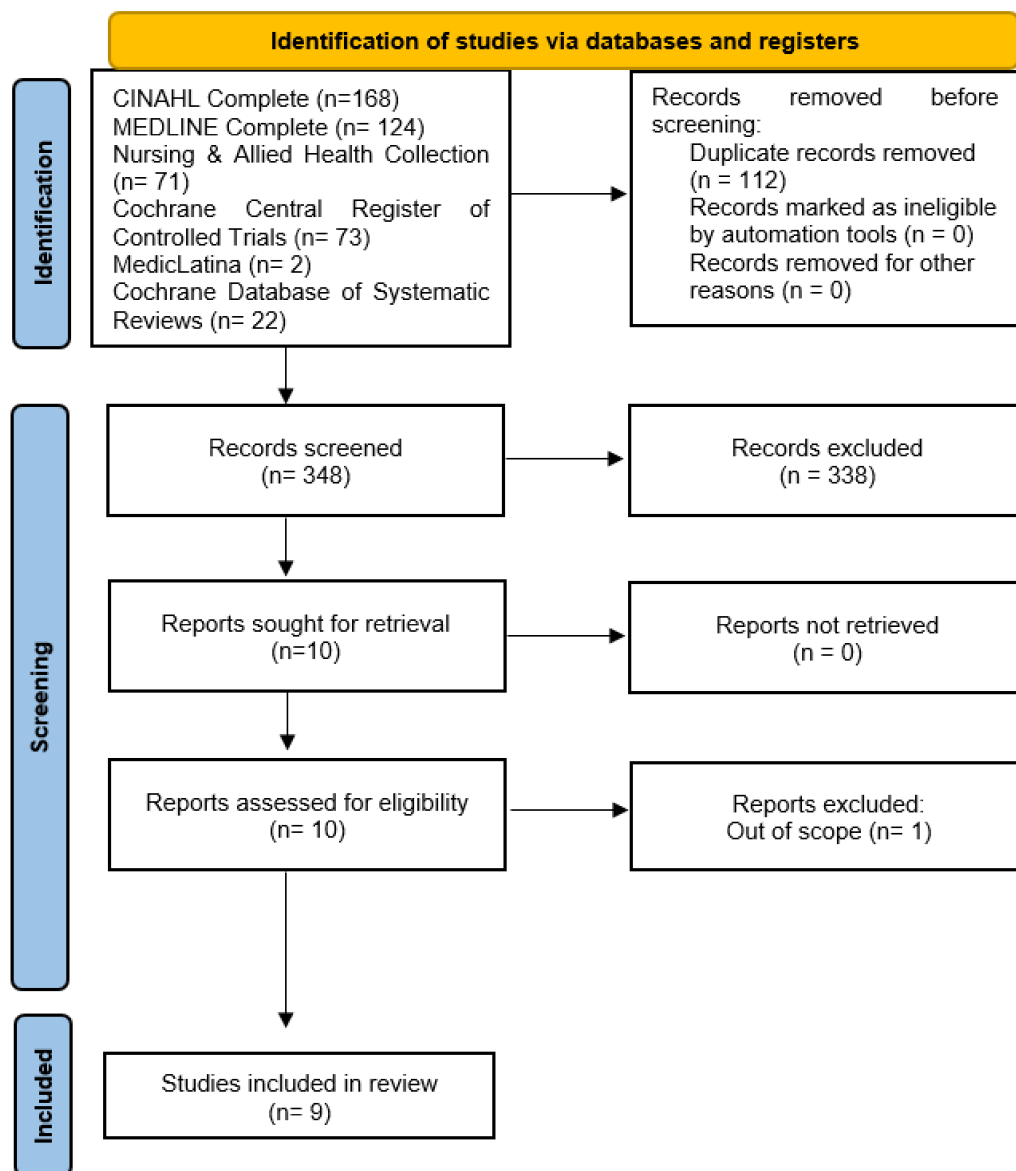 Identification of studies via databases and registers
Identification
CINAHL Complete (n=168)
MEDLINE Complete (n= 124)
Nursing & Allied Health Collection
(n= 71)
Cochrane Central Register of
Controlled Trials (n= 73)
MedicLatina (n= 2)
Cochrane Database of Systematic
Reviews (n= 22)
Records removed before
screening:
Duplicate records removed
(n = 112)
Records marked as ineligible
by automation tools (n = 0)
Records removed for other
reasons (n = 0)
Screening
Records screened
(n= 348)
Records excluded
(n = 338)
Reports sought for retrieval
(n=10)
Reports not retrieved
(n = 0)
Reports assessed for eligibility
(n= 10)
Reports excluded:
Out of scope (n= 1)
Included
Studies included in review
(n= 9)